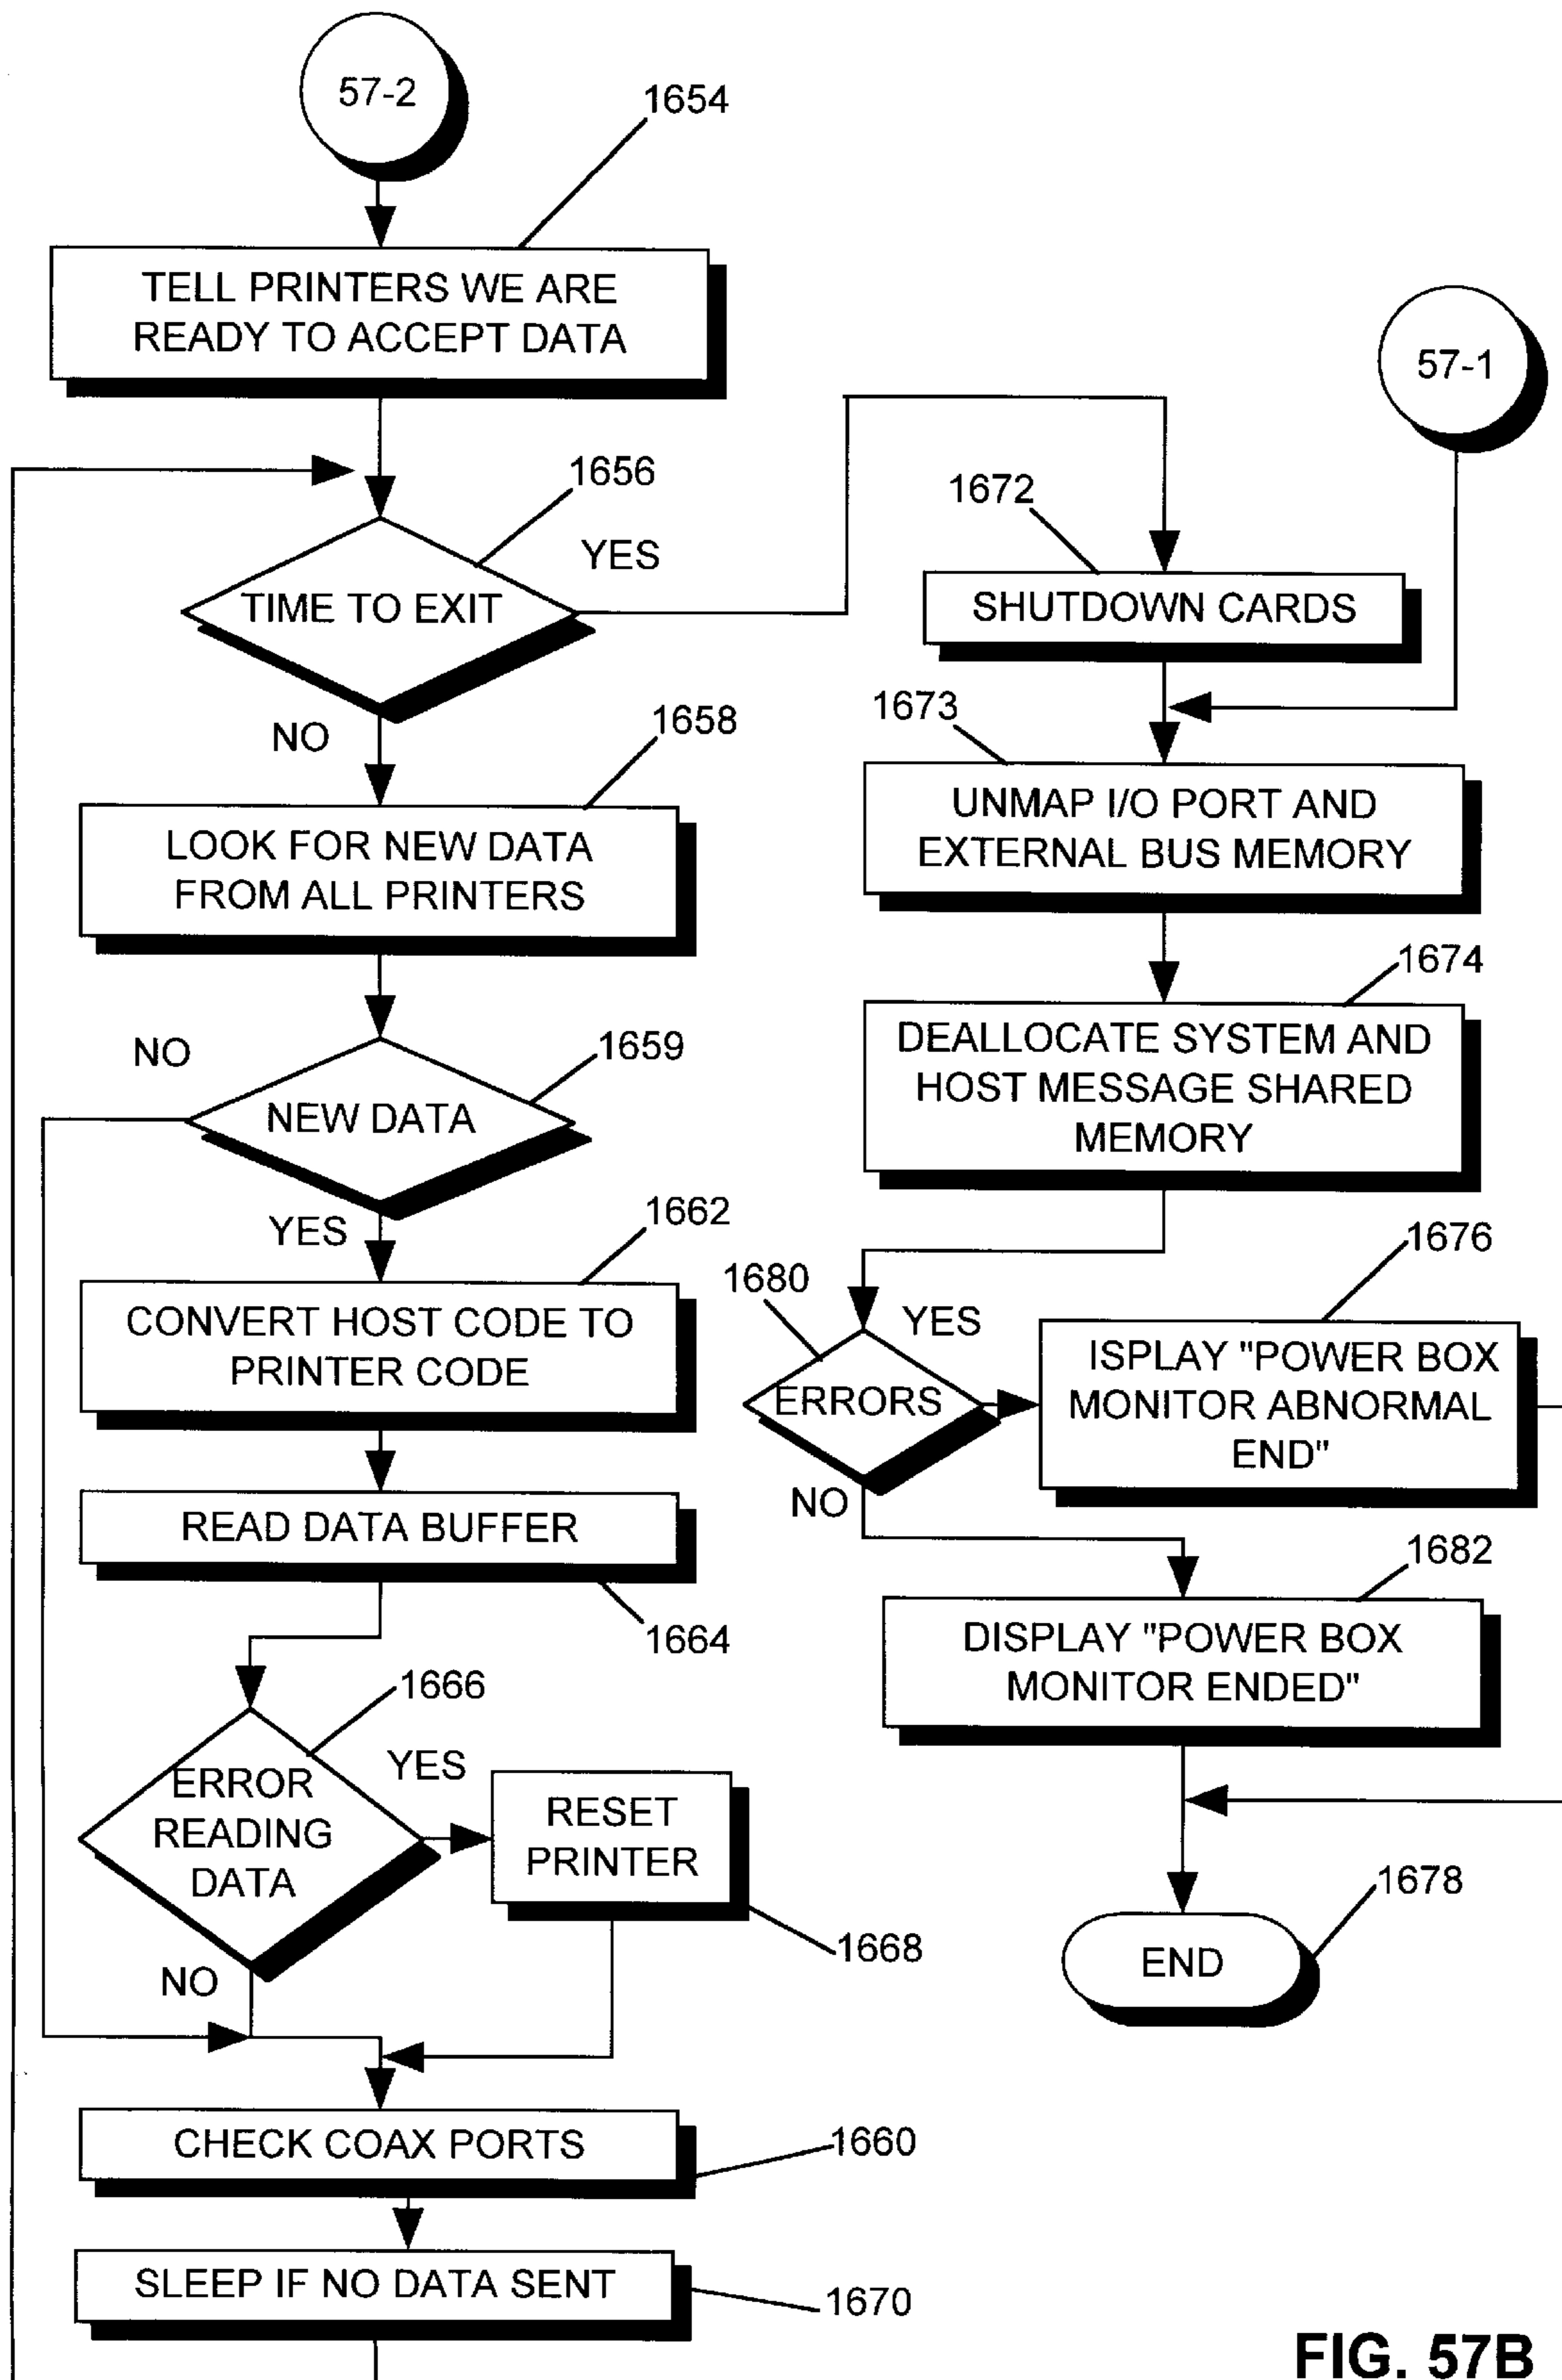 57-2
1654
TELL PRINTERS WE ARE
READY TO ACCEPT DATA
57-1
1656
YES
TIME TO EXIT
NO
1672
SHUTDOWN CARDS
1658
LOOK FOR NEW DATA
FROM ALL PRINTERS
1673
UNMAP I/O PORT AND
EXTERNAL BUS MEMORY
NO
1659
NEW DATA
YES
1674
DEALLOCATE SYSTEM AND
HOST MESSAGE SHARED
MEMORY
1662
CONVERT HOST CODE TO
PRINTER CODE
1680
YES
ERRORS
NO
1676
ISPLAY "POWER BOX
MONITOR ABNORMAL
END"
READ DATA BUFFER
1664
1682
DISPLAY "POWER BOX
MONITOR ENDED"
1666
YES
ERROR
READING
DATA
NO
RESET
PRINTER
1668
1678
END
CHECK COAX PORTS
1660
SLEEP IF NO DATA SENT
1670
FIG. 57B